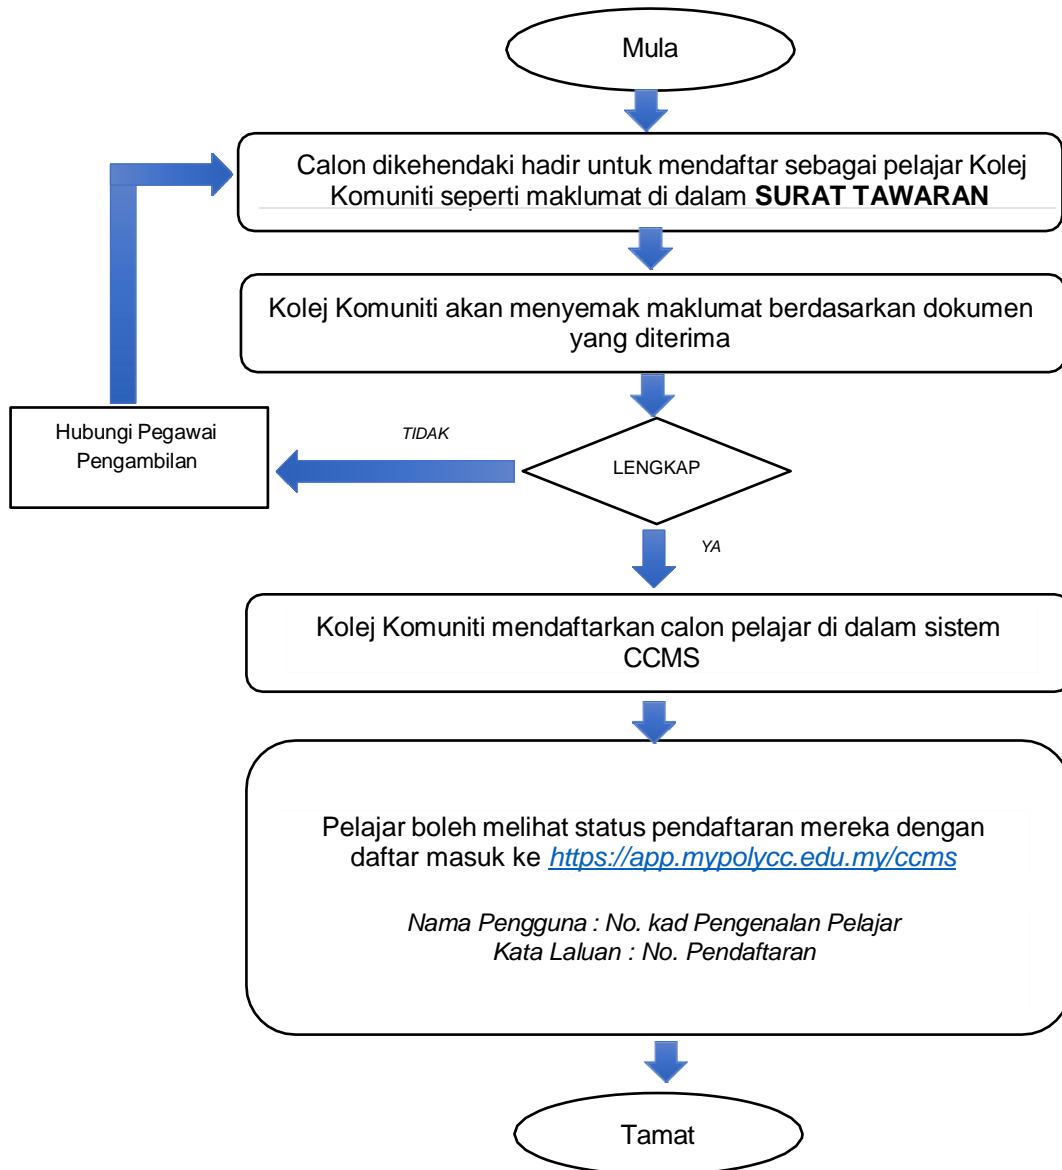 Mula
Calon dikehendaki hadir untuk mendaftar sebagai pelajar Kolej
Komuniti seperti maklumat di dalam SURAT TAWARAN
Kolej Komuniti akan menyemak maklumat berdasarkan dokumen
yang diterima
Hubungi Pegawai
Pengambilan
TIDAK
LENGKAP
YA
Kolej Komuniti mendaftarkan calon pelajar di dalam sistem
CCMS
Pelajar boleh melihat status pendaftaran mereka dengan
daftar masuk ke https://app.mypolycc.edu.my/ccms
Nama Pengguna : No. kad Pengenalan Pelajar
Kata Laluan : No. Pendaftaran
Tamat